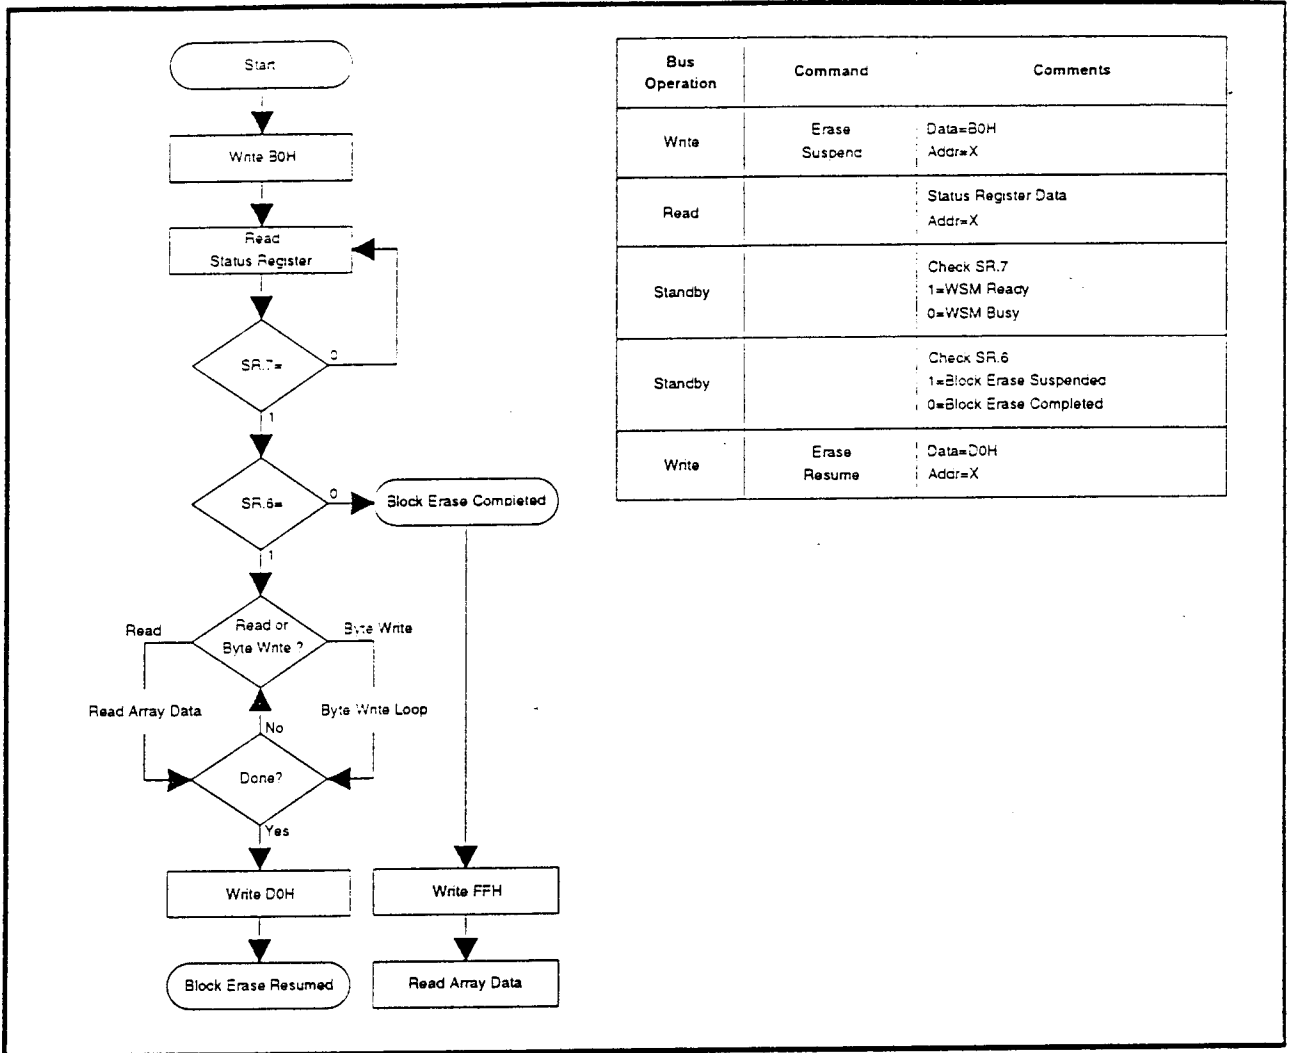 Start
Write B0H
Read
Status Register
SR.7=
0
1
SR.6=
0
Block Erase Completed
1
Read or
Byte Write ?
Read
Byte Write
Read Array Data
Byte Write Loop
No
Done?
Yes
Write D0H
Write FFH
Block Erase Resumed
Read Array Data
Bus
Operation
Command
Comments
Write
Erase
Suspend
Data=B0H
Addr=X
Read
Status Register Data
Addr=X
Standby
Check SR.7
1=WSM Ready
0=WSM Busy
Standby
Check SR.6
1=Block Erase Suspended
0=Block Erase Completed
Write
Erase
Resume
Data=D0H
Addr=X